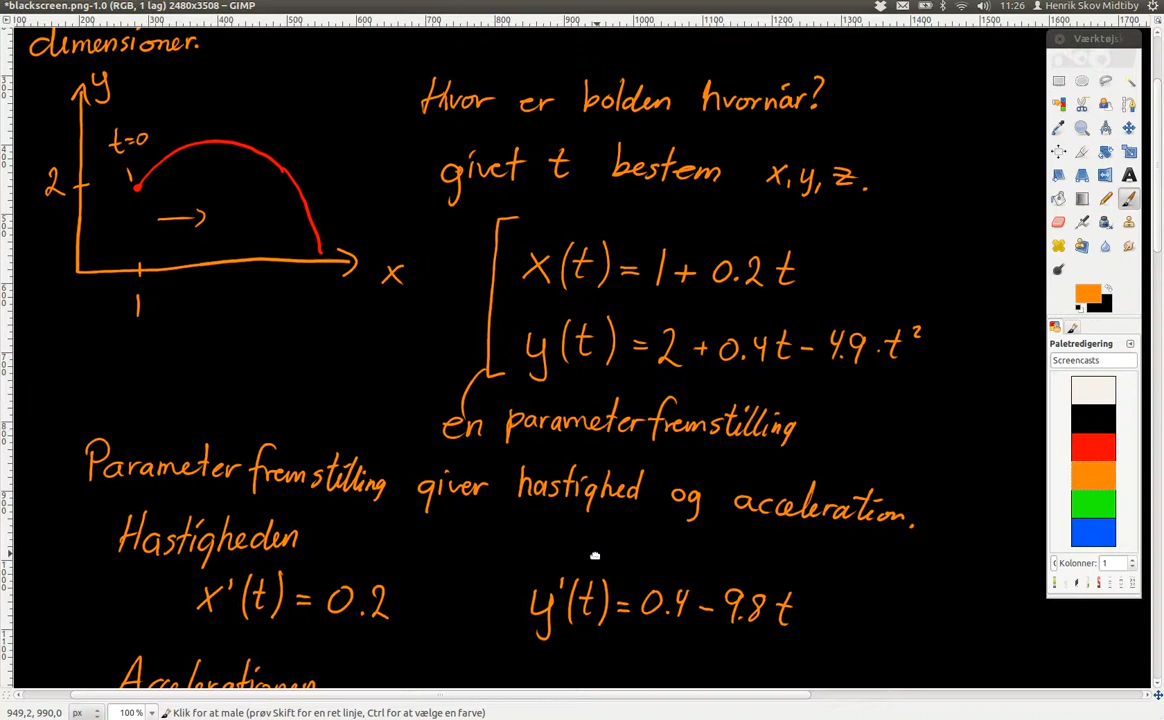 *blackscreen.png-1.0 (RGB, 1 lag) 2480x3508 – GIMP
11:26 Henrik Skov Midtiby
dimensioner.
y
t=0
2
1
x
Hvor er bolden hvornår?
givet t bestem x, y, z.
x(t) = 1 + 0.2 t
y(t) = 2 + 0.4t - 4.9 · t²
en parameterfremstilling
Parameterfremstilling giver hastighed og acceleration.
Hastigheden
x'(t) = 0.2
y'(t) = 0.4 - 9.8 t
Accelerationen
Værktøjsk
Paletredigering
Screencasts
Kolonner: 1
949,2, 990,0 px 100% Klik for at male (prøv Skift for en ret linje, Ctrl for at vælge en farve)